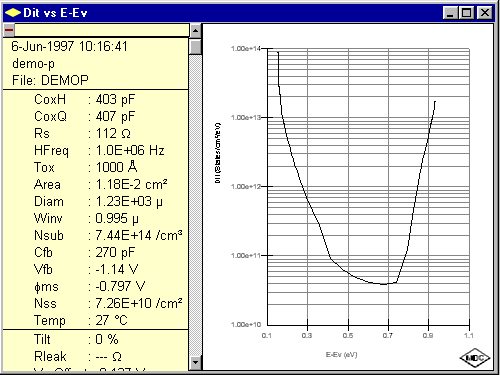 Dit vs E-Ev
6-Jun-1997 10:16:41
demo-p
File: DEMOP
CoxH : 403 pF
CoxQ : 407 pF
Rs : 112 Ω
HFreq : 1.0E+06 Hz
Tox : 1000 Å
Area : 1.18E-2 cm²
Diam : 1.23E+03 µ
Winv : 0.995 µ
Nsub : 7.44E+14 /cm³
Cfb : 270 pF
Vfb : -1.14 V
ϕms : -0.797 V
Nss : 7.26E+10 /cm²
Temp : 27 °C
Tilt : 0 %
Rleak : --- Ω
Dit (States/cm²/eV)
1.00e+14
1.00e+13
1.00e+12
1.00e+11
1.00e+10
0.1 0.3 0.5 0.7 0.9 1.1
E-Ev (eV)
MDC